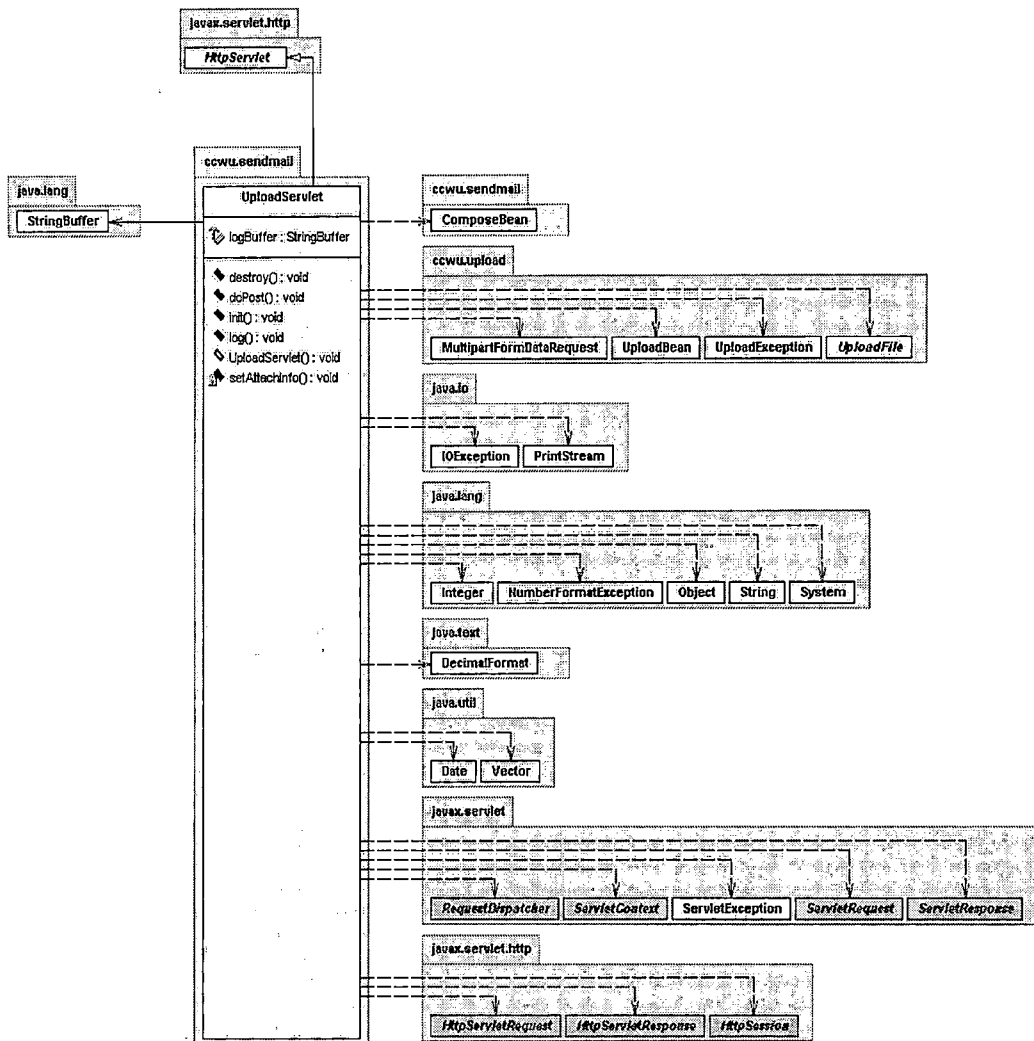 javax.servlet.http
HttpServlet
ccwu.sendmail
java.lang
StringBuffer
UploadServlet
logBuffer : StringBuffer
destroy() : void
doPost() : void
init() : void
log() : void
UploadServlet() : void
setAttachInfo() : void
ccwu.sendmail
ComposeBean
ccwu.upload
MultipartFormDataRequest UploadBean UploadException UploadFile
java.io
IOException PrintStream
java.lang
Integer NumberFormatException Object String System
java.text
DecimalFormat
java.util
Date Vector
javax.servlet
RequestDispatcher ServletContext ServletException ServletRequest ServletResponse
javax.servlet.http
HttpServletRequest HttpServletResponse HttpSession